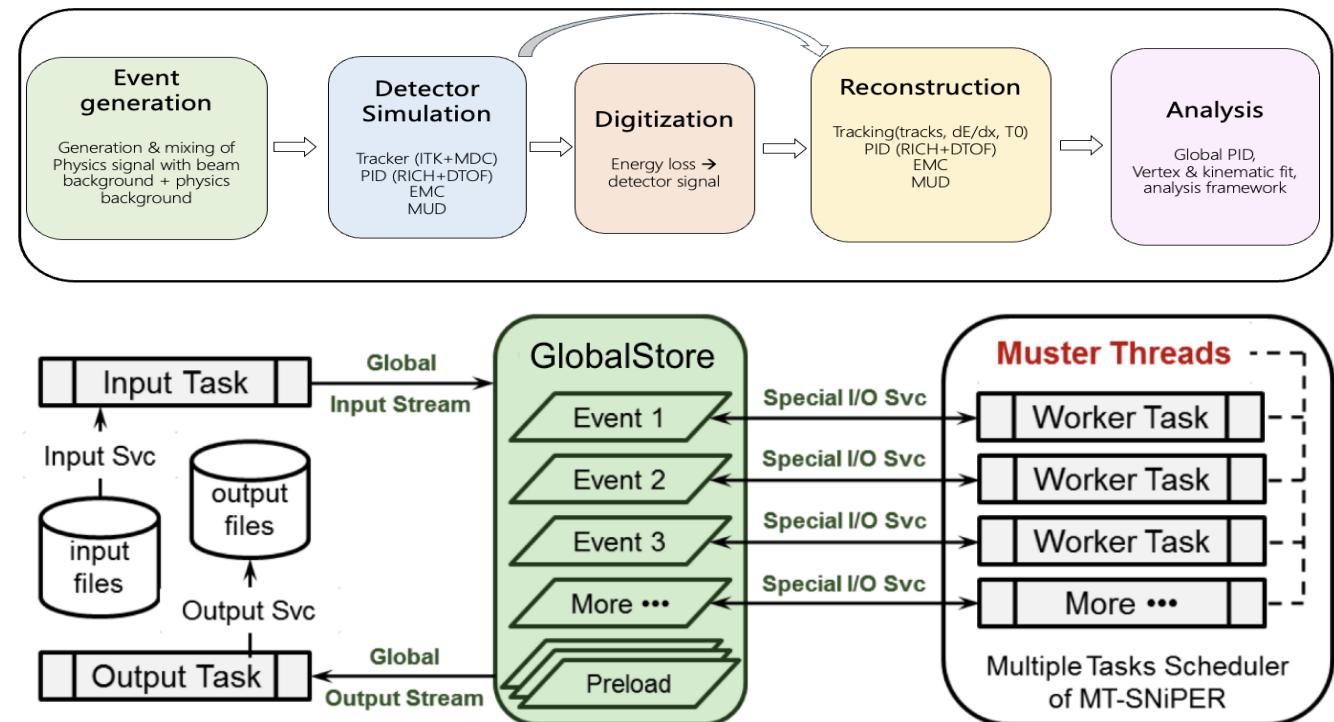 Event
generation
Generation & mixing of
Physics signal with beam
background + physics
background
Detector
Simulation
Tracker (ITK+MDC)
PID (RICH+DTOF)
EMC
MUD
Digitization
Energy loss →
detector signal
Reconstruction
Tracking(tracks, dE/dx, T0)
PID (RICH+DTOF)
EMC
MUD
Analysis
Global PID,
Vertex & kinematic fit,
analysis framework
Input Task
Input Svc
input
files
output
files
Output Svc
Output Task
Global
Input Stream
Global
Output Stream
GlobalStore
Event 1
Event 2
Event 3
More •••
Preload
Special I/O Svc
Special I/O Svc
Special I/O Svc
Special I/O Svc
Muster Threads
Worker Task
Worker Task
Worker Task
More •••
Multiple Tasks Scheduler
of MT-SNiPER